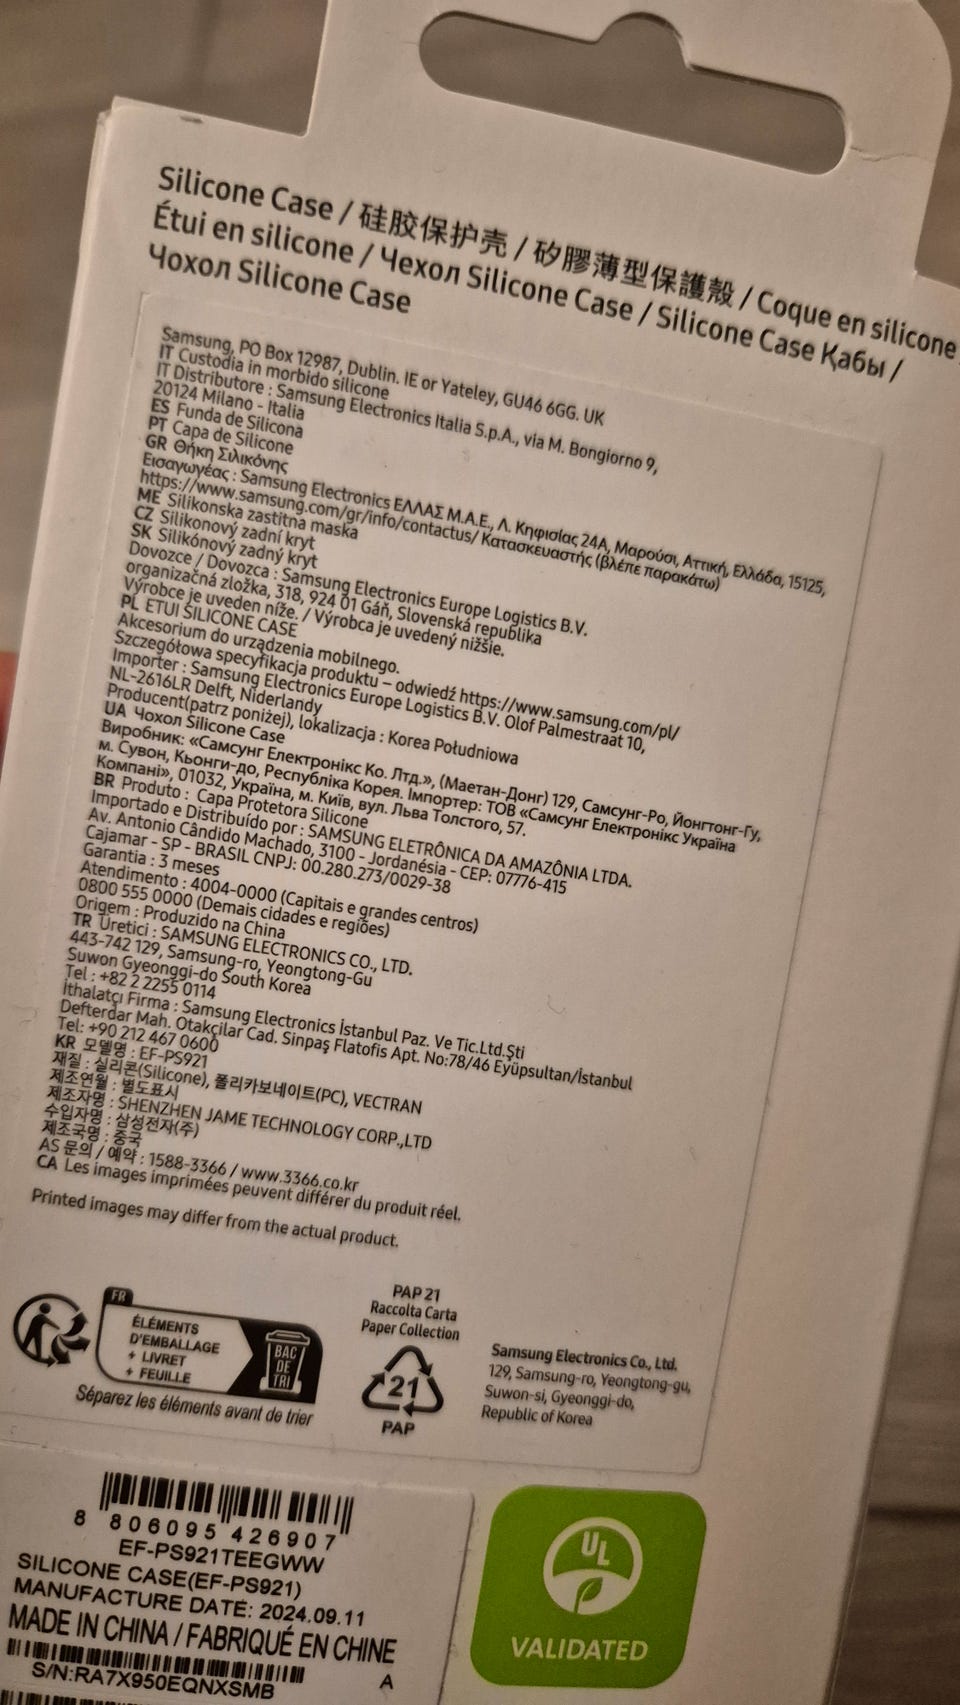 Silicone Case / 硅胶保护壳 / 矽膠薄型保護殼 / Coque en silicone
Étui en silicone / Чехол Silicone Case / Silicone Case Қабы /
Чохол Silicone Case
Samsung, PO Box 12987, Dublin. IE or Yateley, GU46 6GG. UK
IT Custodia in morbido silicone
IT Distributore : Samsung Electronics Italia S.p.A., via M. Bongiorno 9,
20124 Milano - Italia
ES Funda de Silicona
PT Capa de Silicone
GR Θήκη Σιλικόνης
Εισαγωγέας : Samsung Electronics ΕΛΛΑΣ Μ.Α.Ε., Λ. Κηφισίας 24Α, Μαρούσι, Αττική, Ελλάδα, 15125,
https://www.samsung.com/gr/info/contactus/ Κατασκευαστής (βλέπε παρακάτω)
ME Silikonska zastitna maska
CZ Silikonový zadní kryt
SK Silikónový zadný kryt
Dovozce / Dovozca : Samsung Electronics Europe Logistics B.V.
organizačná zložka, 318, 924 01 Gáň, Slovenská republika
Výrobce je uveden níže. / Výrobca je uvedený nižšie.
PL ETUI SILICONE CASE
Akcesorium do urządzenia mobilnego.
Szczegółowa specyfikacja produktu – odwiedź https://www.samsung.com/pl/
Importer : Samsung Electronics Europe Logistics B.V. Olof Palmestraat 10,
NL-2616LR Delft, Niderlandy
Producent(patrz poniżej), lokalizacja : Korea Południowa
UA Чохол Silicone Case
Виробник: «Самсунг Електронікс Ко. Лтд.», (Маетан-Донг) 129, Самсунг-Ро, Йонгтонг-Гу,
м. Сувон, Кьонги-до, Республіка Корея. Імпортер: ТОВ «Самсунг Електронікс Україна
Компані», 01032, Україна, м. Київ, вул. Льва Толстого, 57.
BR Produto : Capa Protetora Silicone
Importado e Distribuído por : SAMSUNG ELETRÔNICA DA AMAZÔNIA LTDA.
Av. Antonio Cândido Machado, 3100 - Jordanésia - CEP: 07776-415
Cajamar - SP - BRASIL CNPJ: 00.280.273/0029-38
Garantia : 3 meses
Atendimento : 4004-0000 (Capitais e grandes centros)
0800 555 0000 (Demais cidades e regiões)
Origem : Produzido na China
TR Üretici : SAMSUNG ELECTRONICS CO., LTD.
443-742 129, Samsung-ro, Yeongtong-Gu
Suwon Gyeonggi-do South Korea
Tel : +82 2 2255 0114
İthalatçı Firma : Samsung Electronics İstanbul Paz. Ve Tic.Ltd.Şti
Defterdar Mah. Otakçilar Cad. Sinpaş Flatofis Apt. No:78/46 Eyüpsultan/İstanbul
Tel: +90 212 467 0600
KR 모델명 : EF-PS921
재질 : 실리콘(Silicone), 폴리카보네이트(PC), VECTRAN
제조연월 : 별도표시
제조자명 : SHENZHEN JAME TECHNOLOGY CORP.,LTD
수입자명 : 삼성전자(주)
제조국명 : 중국
AS 문의 / 예약 : 1588-3366 / www.3366.co.kr
CA Les images imprimées peuvent différer du produit réel.
Printed images may differ from the actual product.
FR
ÉLÉMENTS
D'EMBALLAGE
+ LIVRET
+ FEUILLE
BAC
DE
TRI
Séparez les éléments avant de trier
PAP 21
Raccolta Carta
Paper Collection
21
PAP
Samsung Electronics Co., Ltd.
129, Samsung-ro, Yeongtong-gu,
Suwon-si, Gyeonggi-do,
Republic of Korea
8 806095 426907
EF-PS921TEEGWW
SILICONE CASE(EF-PS921)
MANUFACTURE DATE: 2024.09.11
MADE IN CHINA / FABRIQUÉ EN CHINE
S/N:RA7X950EQNXSMB
A
UL
VALIDATED